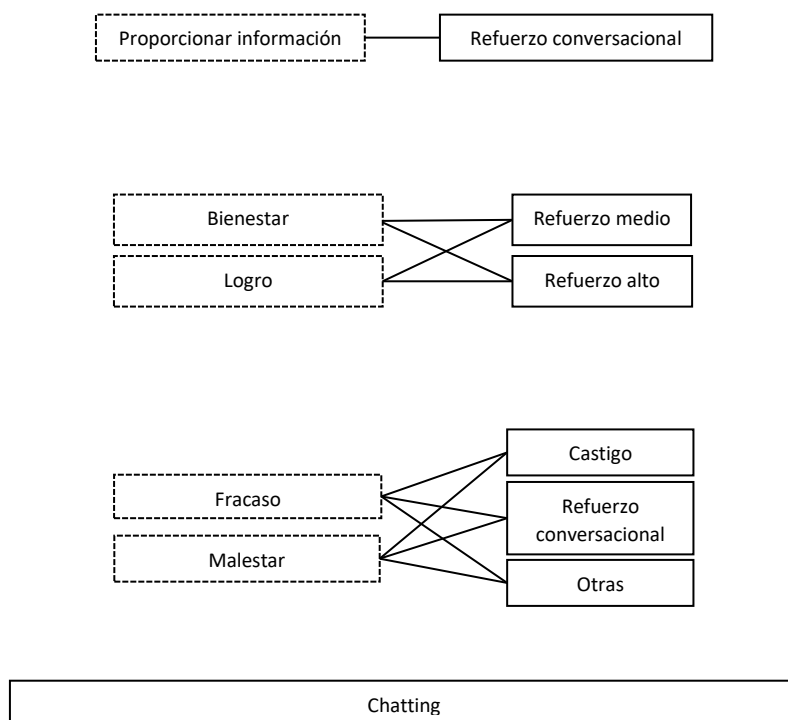 Proporcionar información
Refuerzo conversacional
Bienestar
Refuerzo medio
Logro
Refuerzo alto
Castigo
Fracaso
Refuerzo
conversacional
Malestar
Otras
Chatting